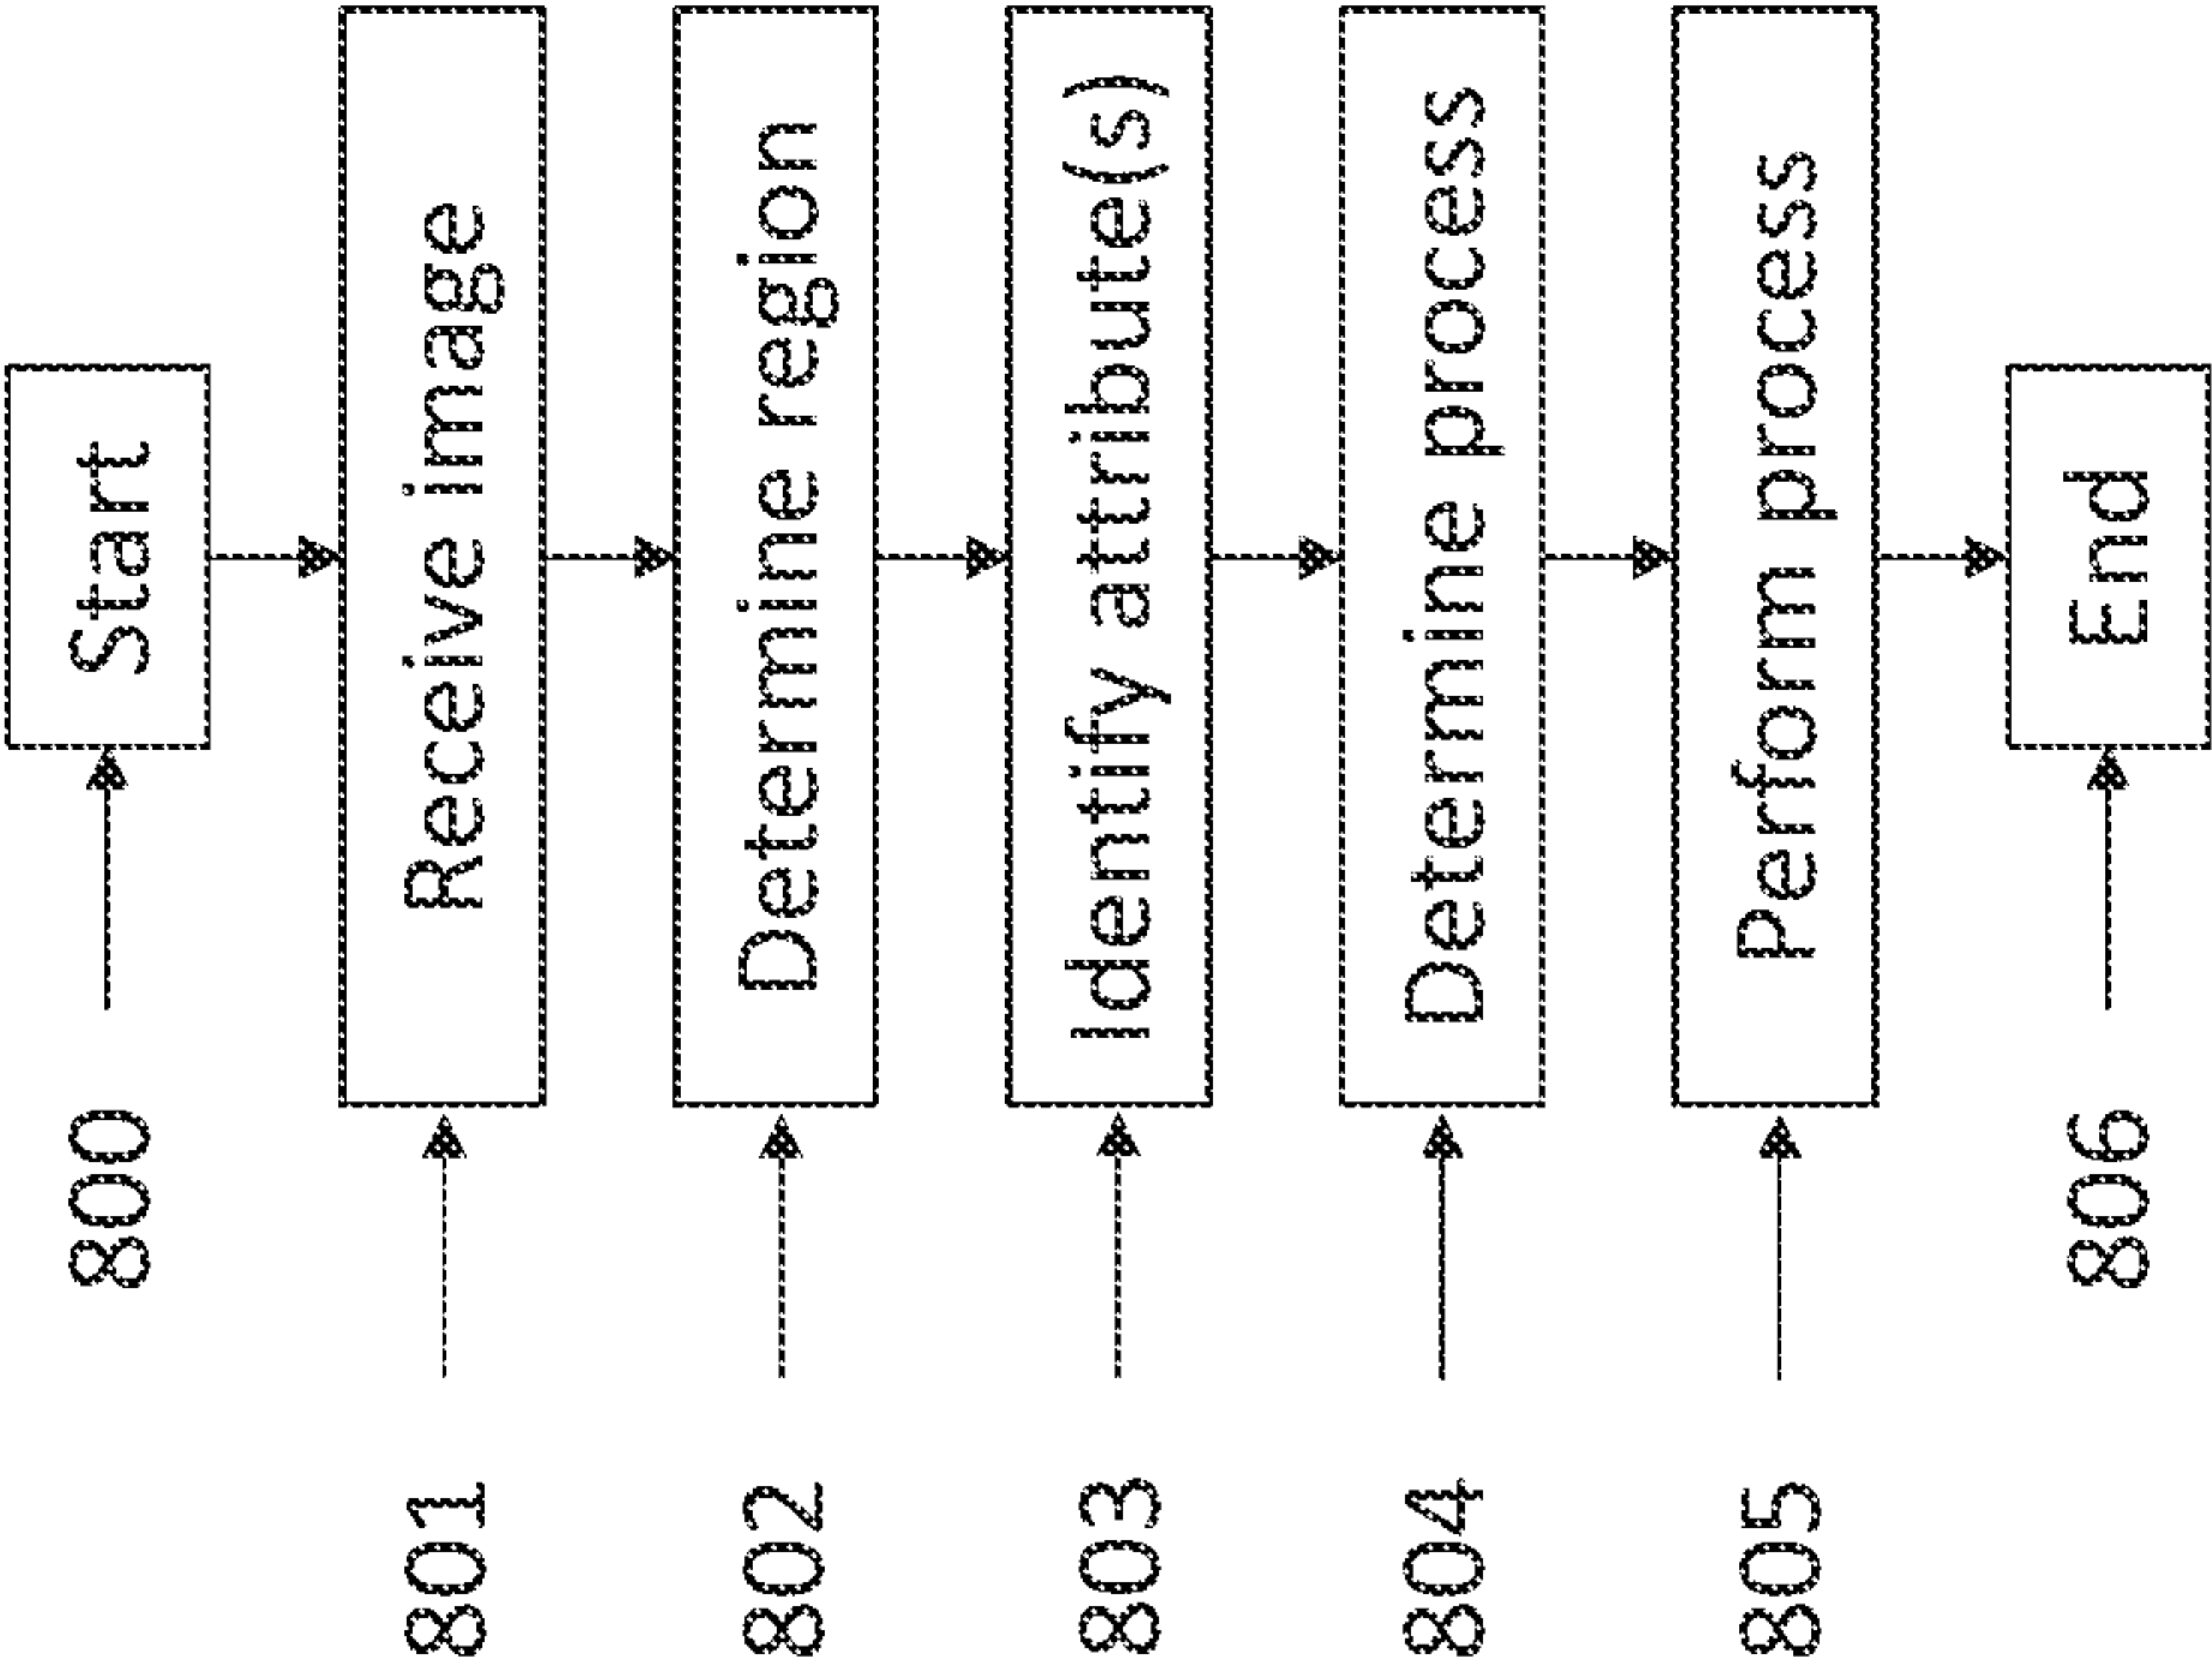 800 Start
801 Receive image
802 Determine region
803 Identify attribute(s)
804 Determine process
805 Perform process
806 End